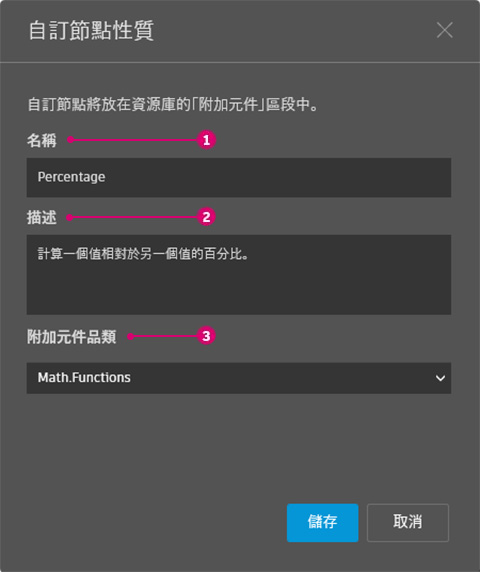 自訂節點性質
自訂節點將放在資源庫的「附加元件」區段中。
名稱 1
Percentage
描述 2
計算一個值相對於另一個值的百分比。
附加元件品類 3
Math.Functions
儲存 取消